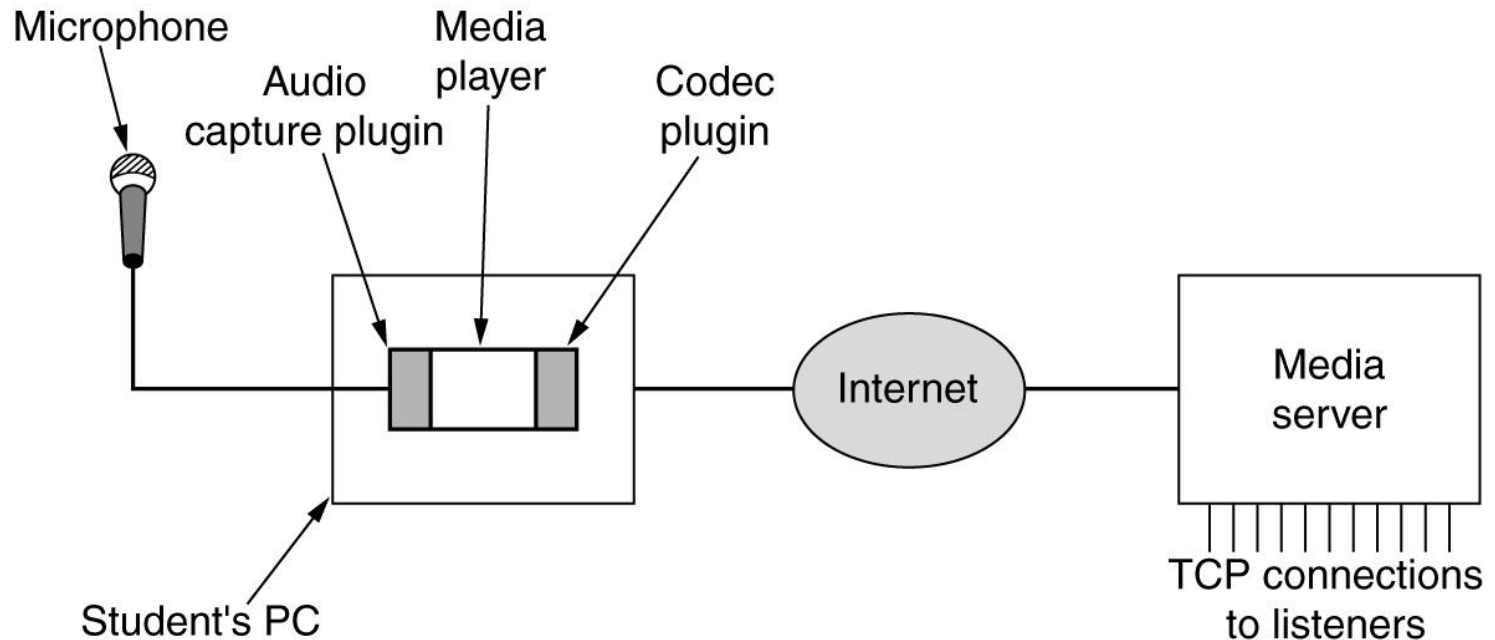 Microphone
Audio
capture plugin
Media
player
Codec
plugin
Internet
Media
server
Student's PC
TCP connections
to listeners